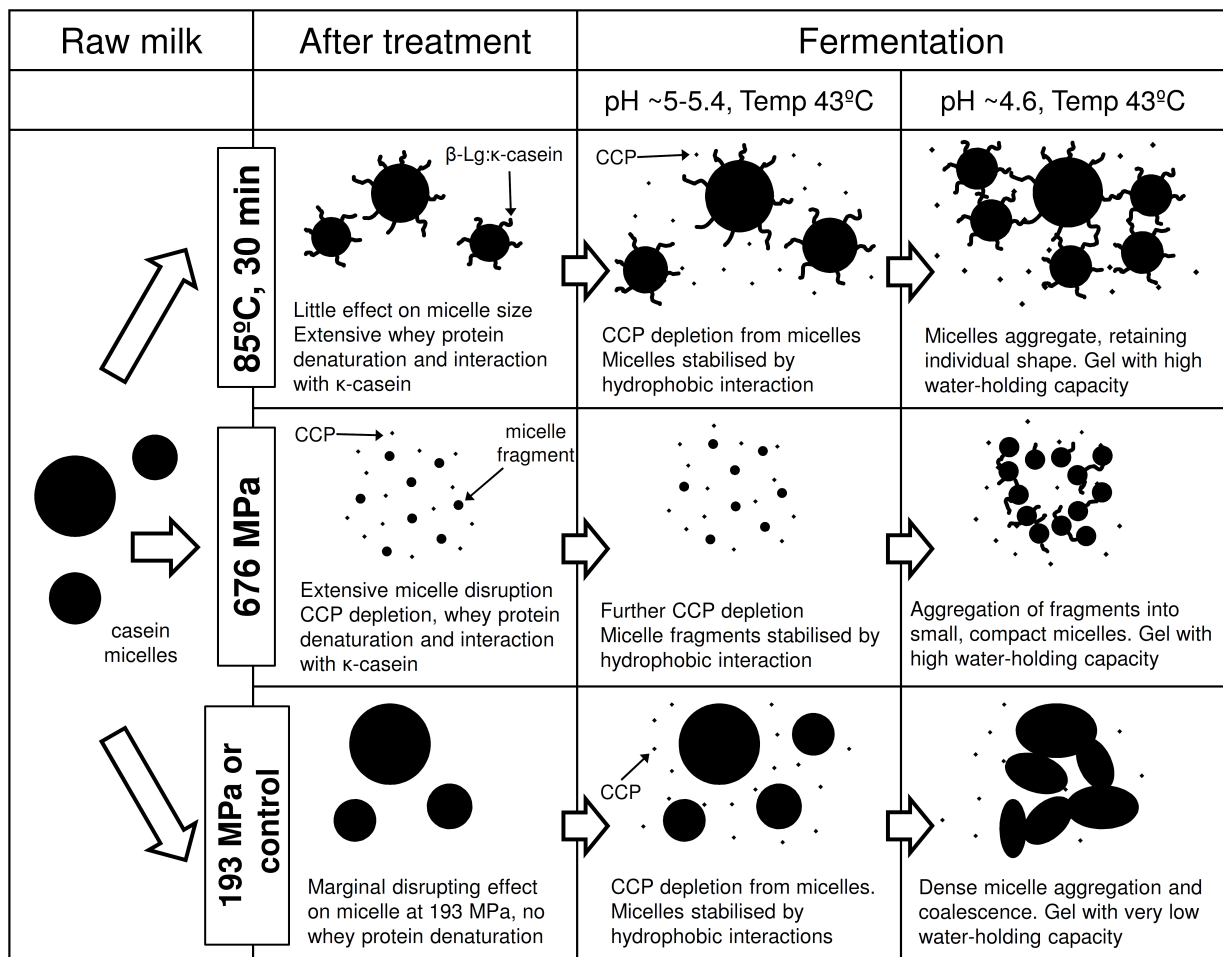 Raw milk
After treatment
Fermentation
pH ~5-5.4, Temp 43ºC
pH ~4.6, Temp 43ºC
casein
micelles
85ºC, 30 min
β-Lg:κ-casein
Little effect on micelle size
Extensive whey protein
denaturation and interaction
with κ-casein
CCP
CCP depletion from micelles
Micelles stabilised by
hydrophobic interaction
Micelles aggregate, retaining
individual shape. Gel with high
water-holding capacity
676 MPa
CCP
micelle
fragment
Extensive micelle disruption
CCP depletion, whey protein
denaturation and interaction
with κ-casein
Further CCP depletion
Micelle fragments stabilised by
hydrophobic interaction
Aggregation of fragments into
small, compact micelles. Gel with
high water-holding capacity
193 MPa or
control
Marginal disrupting effect
on micelle at 193 MPa, no
whey protein denaturation
CCP
CCP depletion from micelles.
Micelles stabilised by
hydrophobic interactions
Dense micelle aggregation and
coalescence. Gel with very low
water-holding capacity